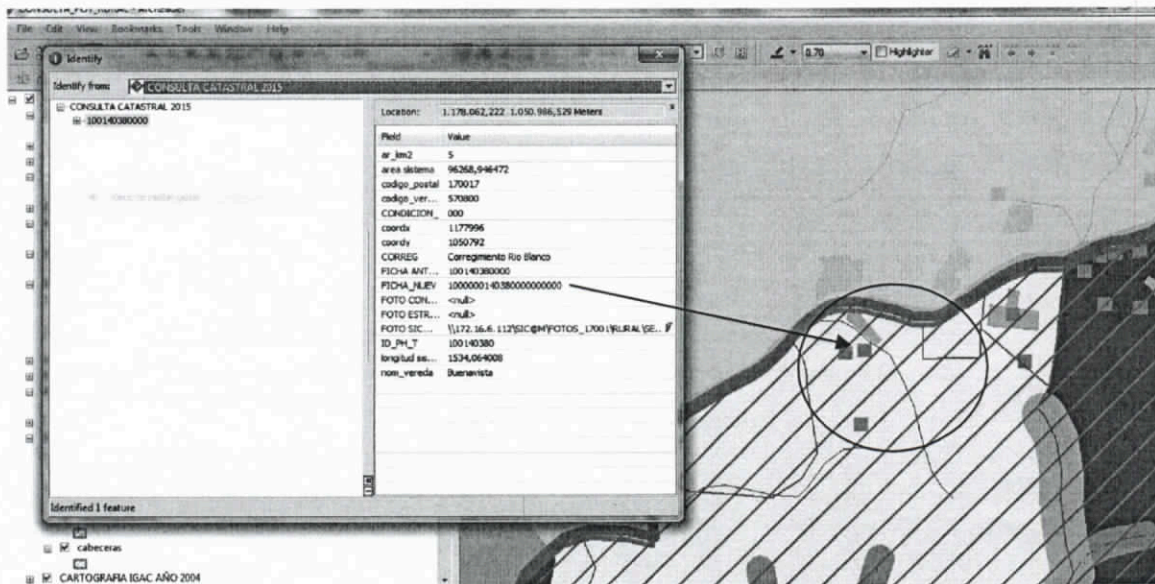 CONSULTA_POT_RURAL - ArcReader
File Edit View Bookmarks Tools Window Help
0.70 Highlighter
Identify
Identify from: CONSULTA CATASTRAL 2015
CONSULTA CATASTRAL 2015
100140380000
Location: 1.178.062,222 1.050.986,529 Meters
Field Value
ar_km2 5
area sistema 96268,946472
codigo_postal 170017
codigo_ver... 570800
CONDICION_ 000
coordx 1177996
coordy 1050792
CORREG Corregimiento Rio Blanco
FICHA ANT... 100140380000
FICHA_NUEV 1000000140380000000000
FOTO CON... <null>
FOTO ESTR... <null>
FOTO SIC... \\172.16.6.112\SIC@M\FOTOS_17001\RURAL\SE...
ID_PH_T 100140380
longitud se... 1534,064008
nom_vereda Buenavista
Identified 1 feature
cabeceras
CARTOGRAFIA IGAC AÑO 2004